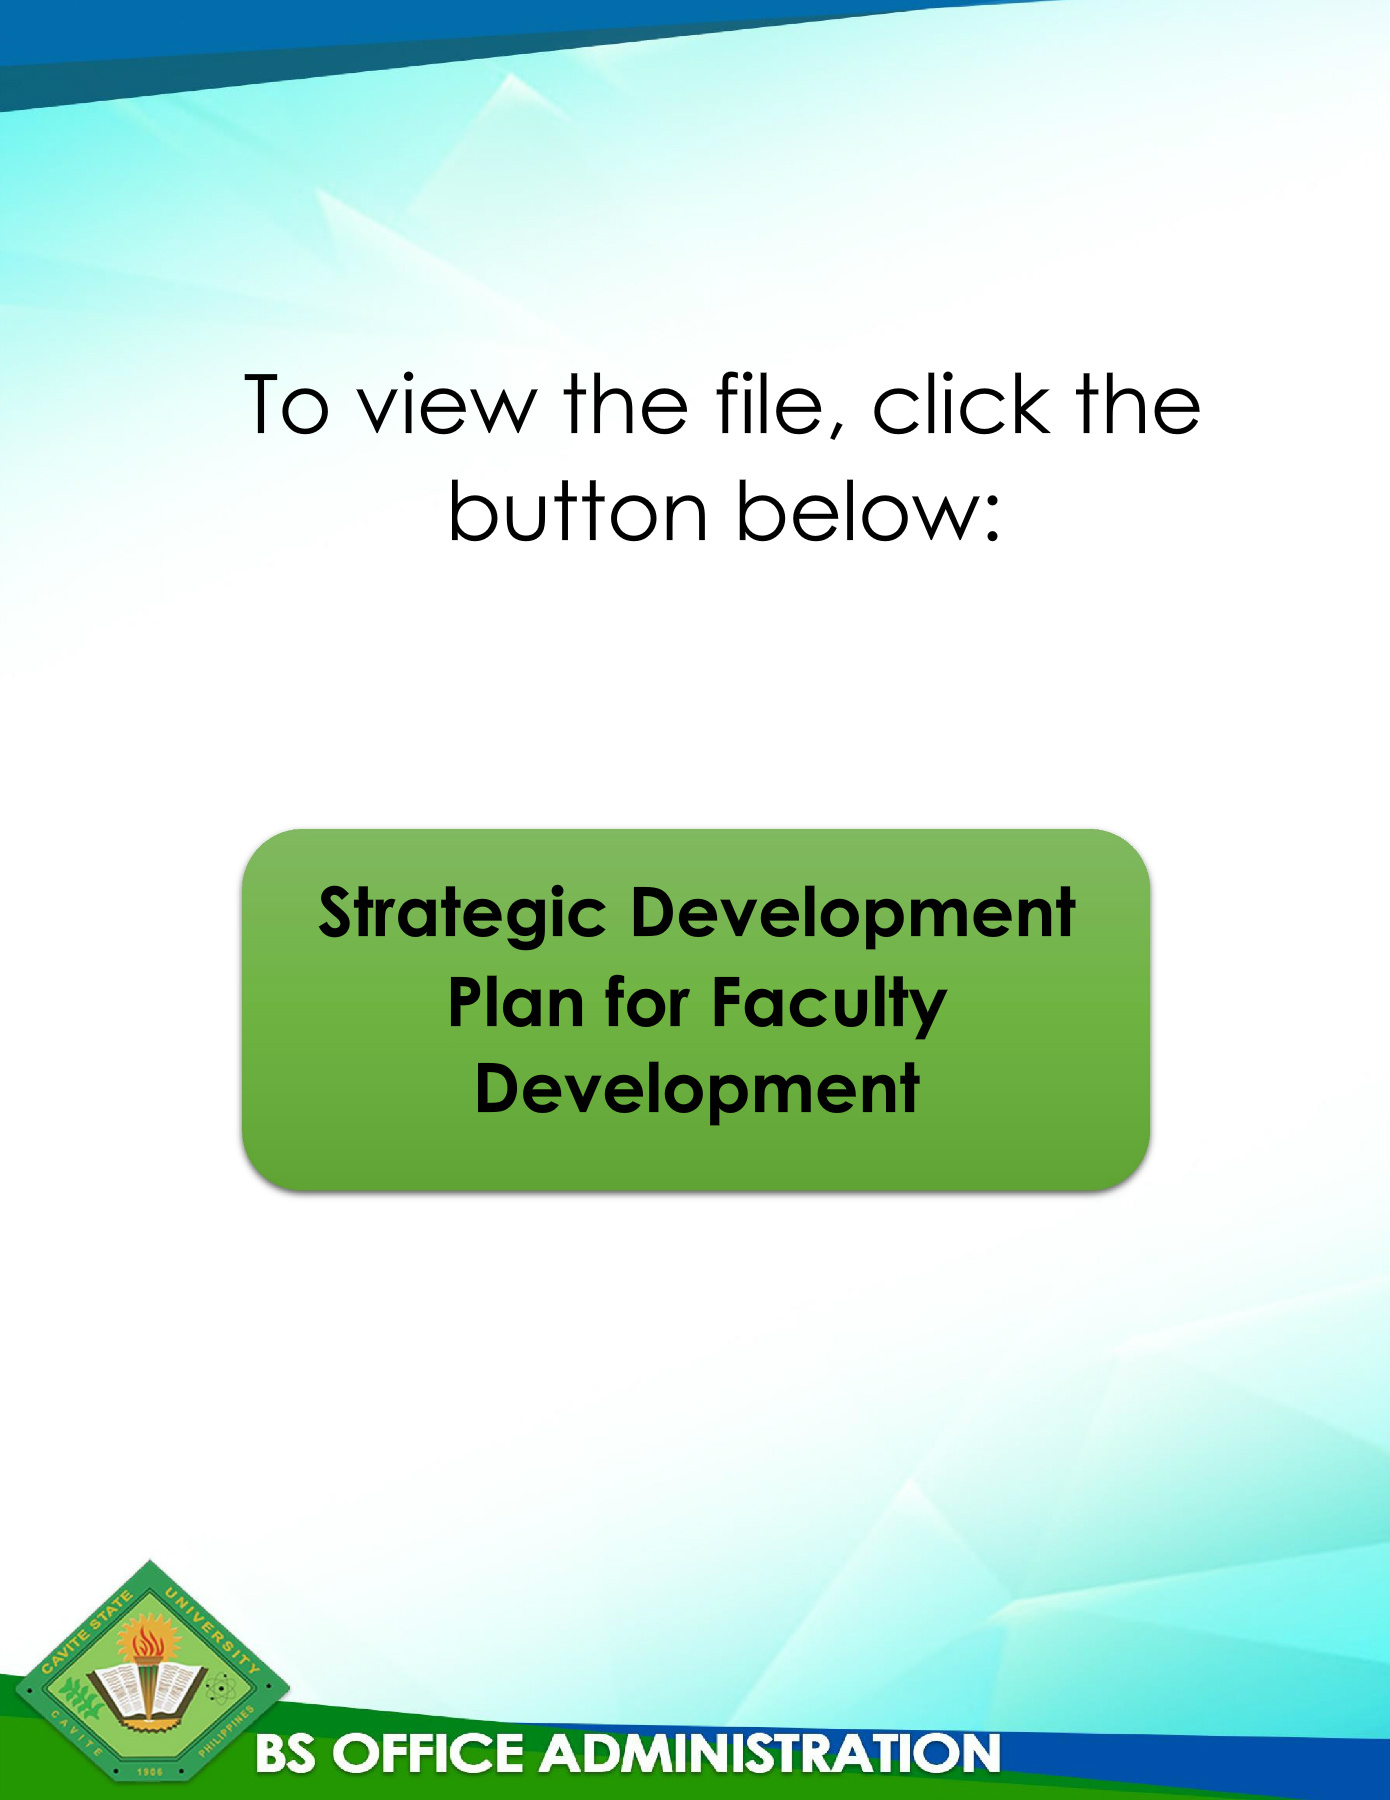 To view the file, click the
button below:
Strategic Development
Plan for Faculty
Development
CAVITE STATE UNIVERSITY
CAVITE PHILIPPINES
1906
BS OFFICE ADMINISTRATION